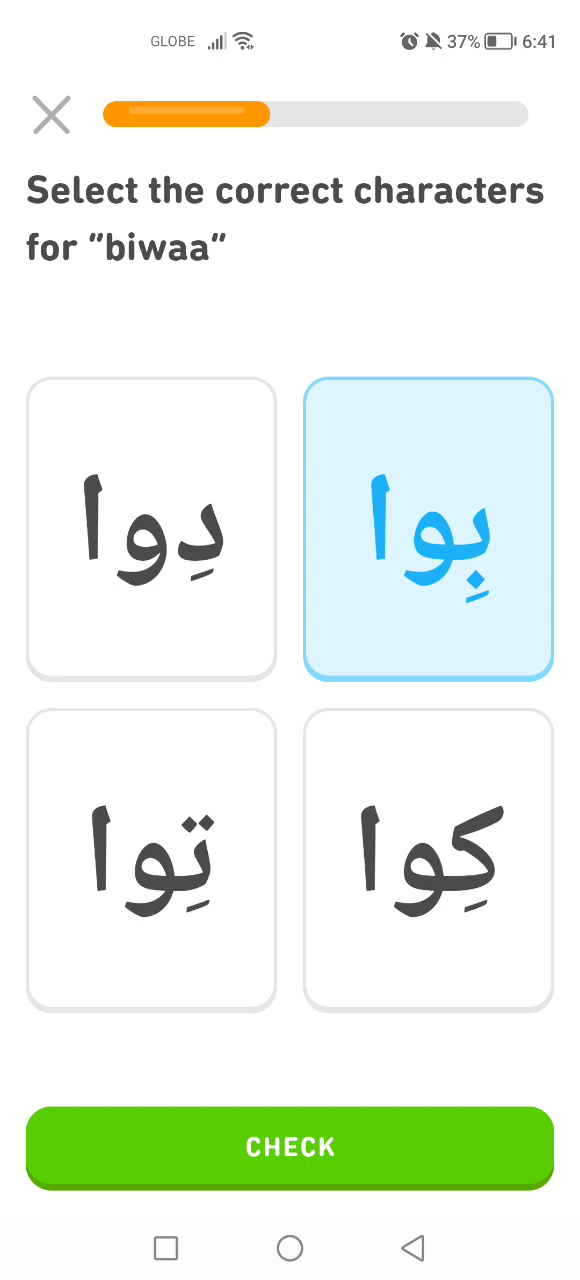 GLOBE 37% 6:41
Select the correct characters
for "biwaa"
دِوا
بِوا
تِوا
كِوا
CHECK